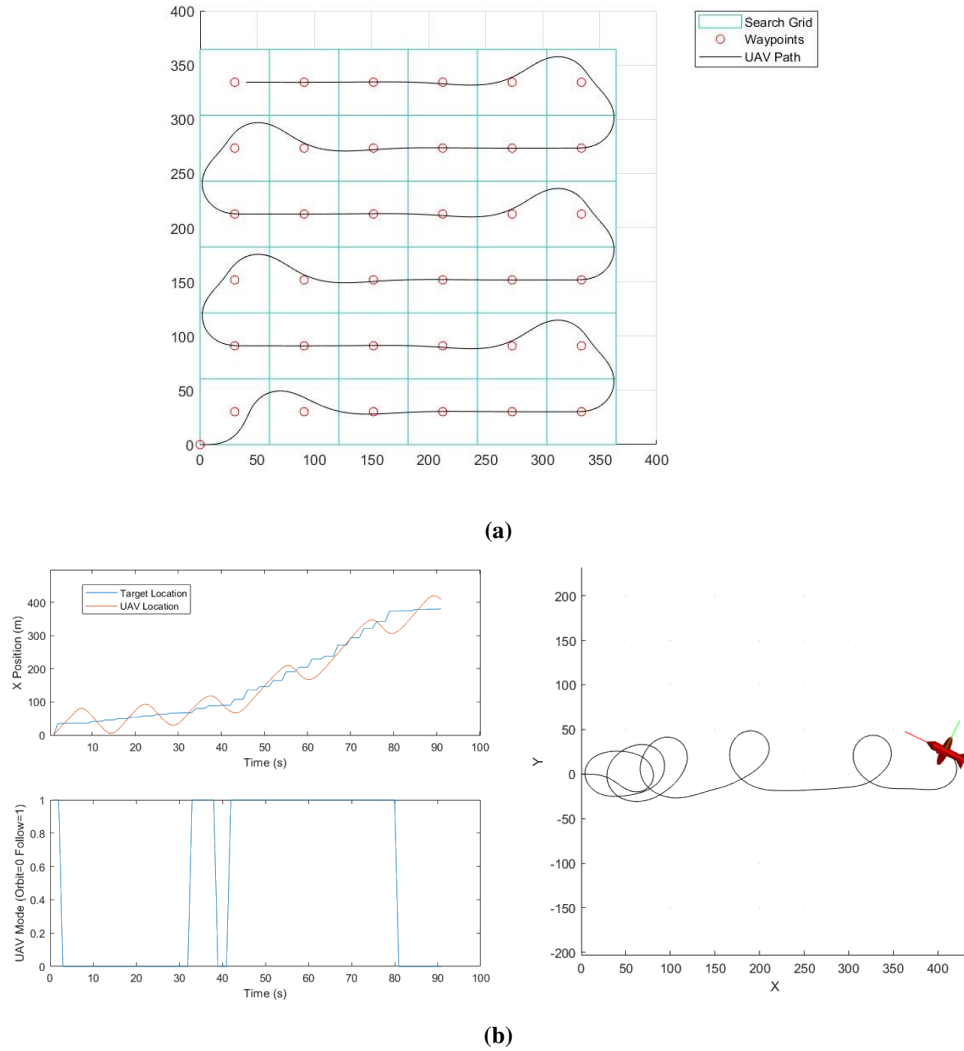 400
350
300
250
200
150
100
50
0
0 50 100 150 200 250 300 350 400
Search Grid
Waypoints
UAV Path
(a)
X Position (m)
400
300
200
100
0
Target Location
UAV Location
10 20 30 40 50 60 70 80 90 100
Time (s)
UAV Mode (Orbit=0 Follow=1)
1
0.8
0.6
0.4
0.2
0
0 10 20 30 40 50 60 70 80 90 100
Time (s)
Y
200
150
100
50
0
-50
-100
-150
-200
0 50 100 150 200 250 300 350 400
X
(b)